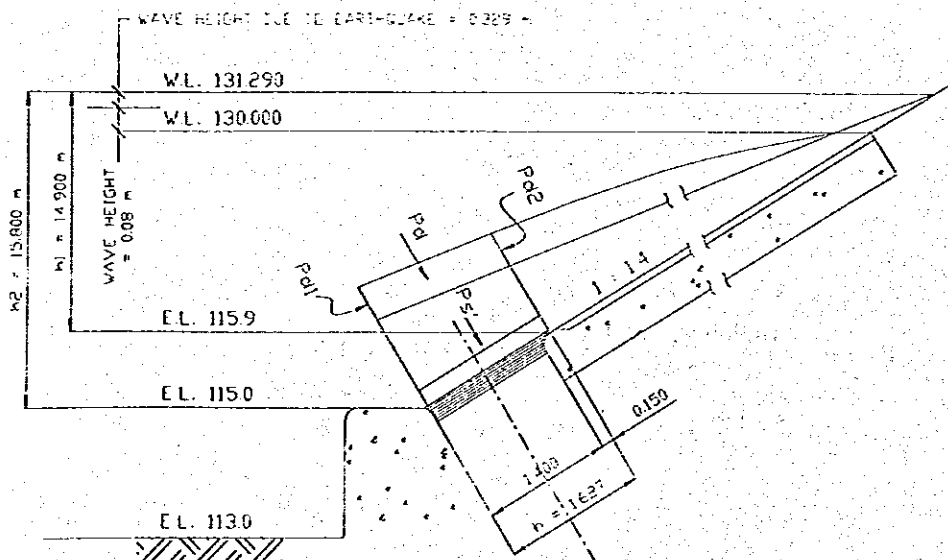 WAVE HEIGHT DUE TO EARTHQUAKE = 0.329 m
W.L. 131.290
W.L. 130.000
h2 = 15.800 m
h1 = 14.900 m
WAVE HEIGHT
= 0.08 m
Pd2
Pd
Pd1
1 : 1.4
Ps
E.L. 115.9
E.L. 115.0
0.150
1.400
h = 1.627
E.L. 113.0